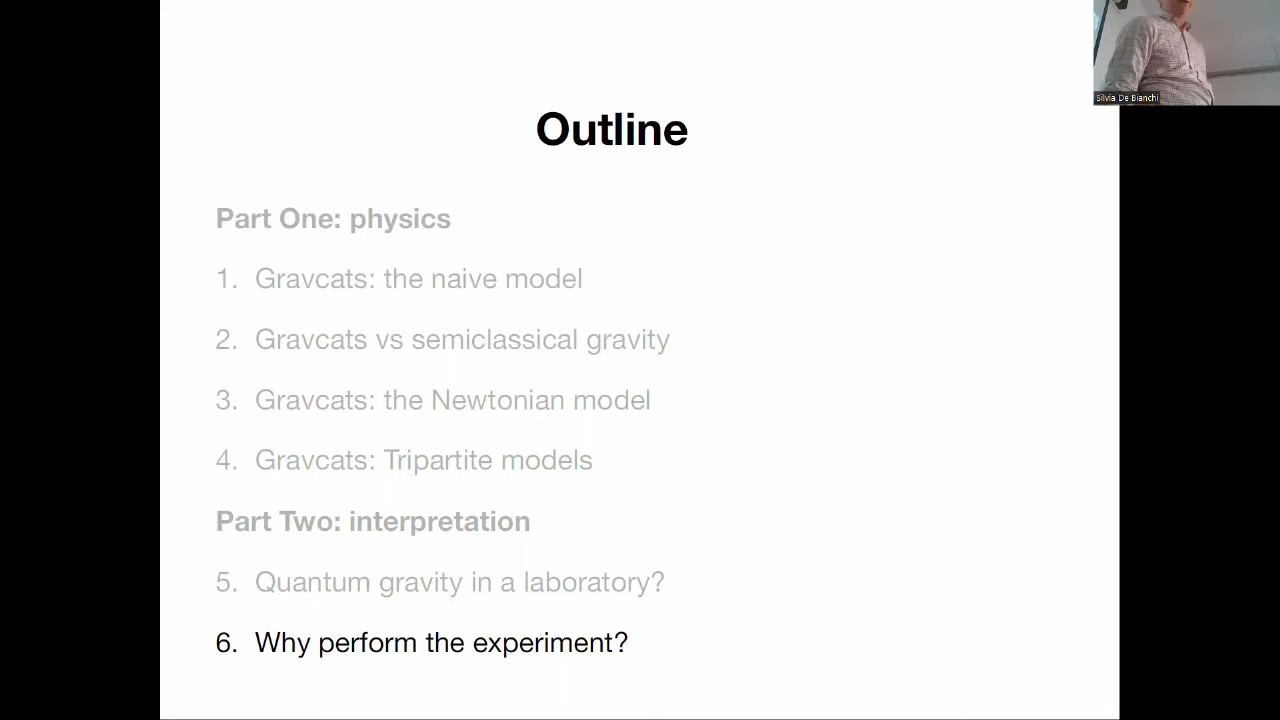 Silvia De Bianchi
Outline
Part One: physics
1. Gravcats: the naive model
2. Gravcats vs semiclassical gravity
3. Gravcats: the Newtonian model
4. Gravcats: Tripartite models
Part Two: interpretation
5. Quantum gravity in a laboratory?
6. Why perform the experiment?